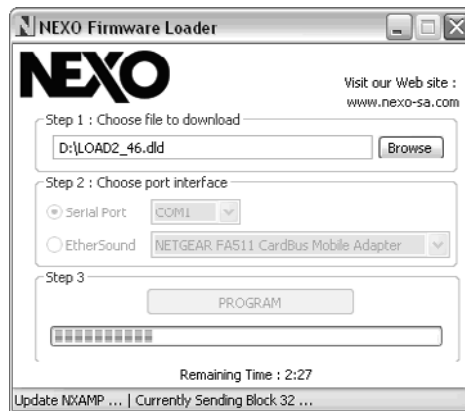 NEXO Firmware Loader
NEXO
Visit our Web site :
www.nexo-sa.com
Step 1 : Choose file to download
D:\LOAD2_46.dld Browse
Step 2 : Choose port interface
Serial Port COM1
EtherSound NETGEAR FA511 CardBus Mobile Adapter
Step 3
PROGRAM
Remaining Time : 2:27
Update NXAMP ... | Currently Sending Block 32 ...